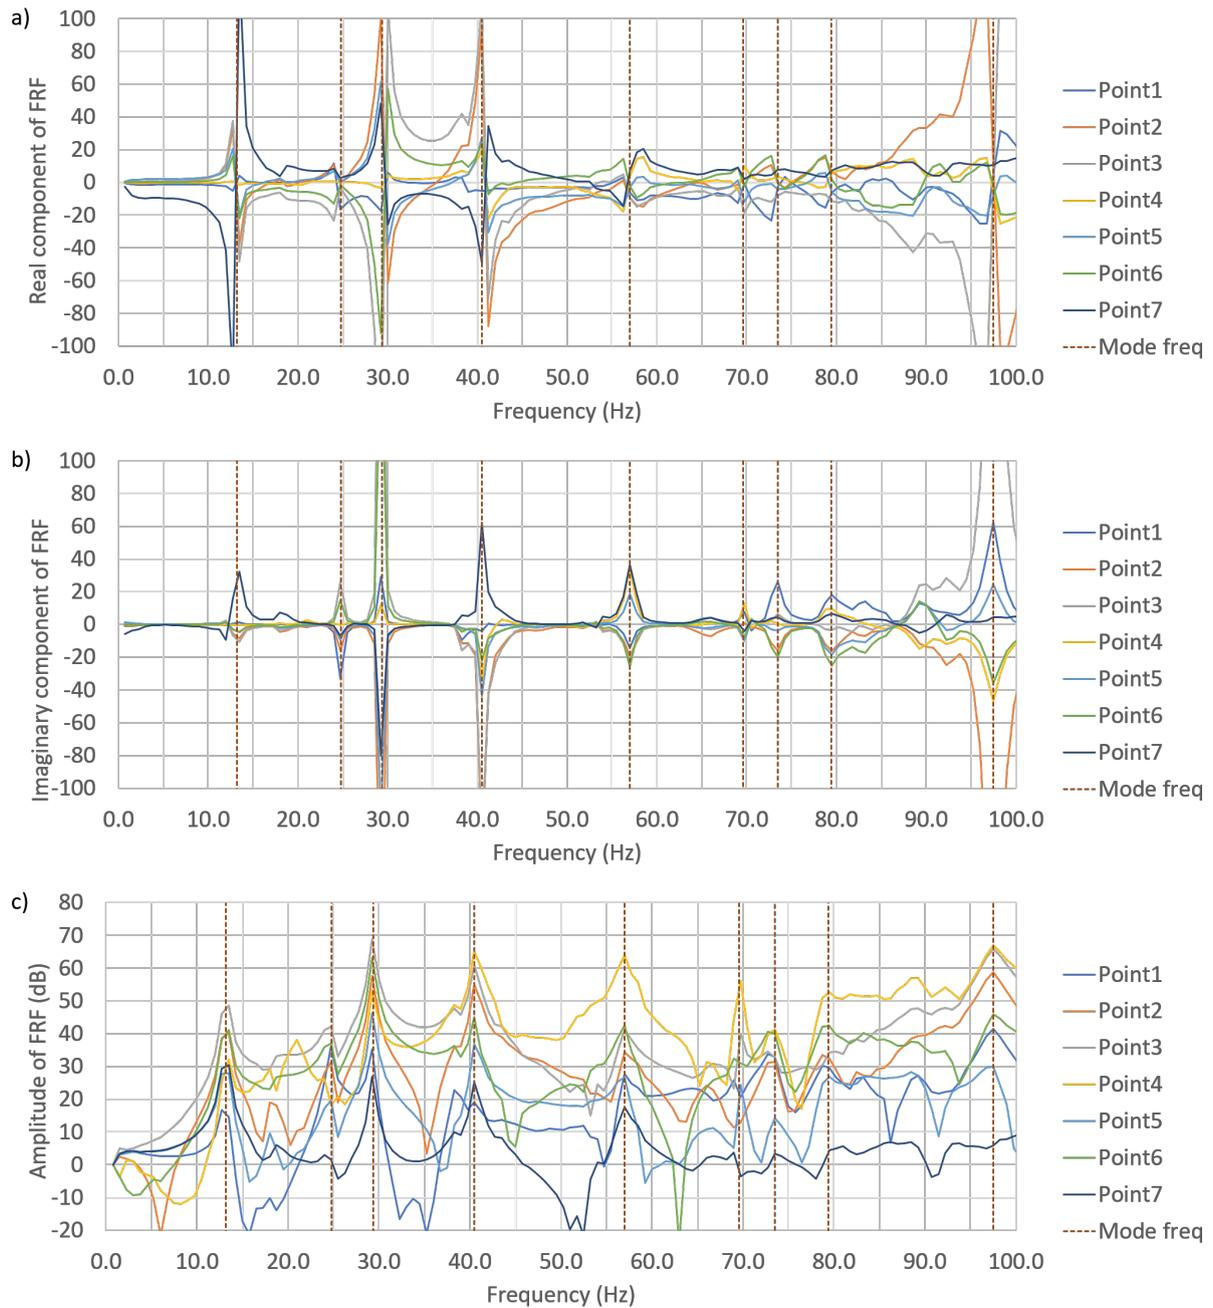 a)
Real component of FRF
100
80
60
40
20
0
-20
-40
-60
-80
-100
0.0 10.0 20.0 30.0 40.0 50.0 60.0 70.0 80.0 90.0 100.0
Frequency (Hz)
Point1
Point2
Point3
Point4
Point5
Point6
Point7
Mode freq
b)
Imaginary component of FRF
100
80
60
40
20
0
-20
-40
-60
-80
-100
0.0 10.0 20.0 30.0 40.0 50.0 60.0 70.0 80.0 90.0 100.0
Frequency (Hz)
Point1
Point2
Point3
Point4
Point5
Point6
Point7
Mode freq
c)
Amplitude of FRF (dB)
80
70
60
50
40
30
20
10
0
-10
-20
0.0 10.0 20.0 30.0 40.0 50.0 60.0 70.0 80.0 90.0 100.0
Frequency (Hz)
Point1
Point2
Point3
Point4
Point5
Point6
Point7
Mode freq